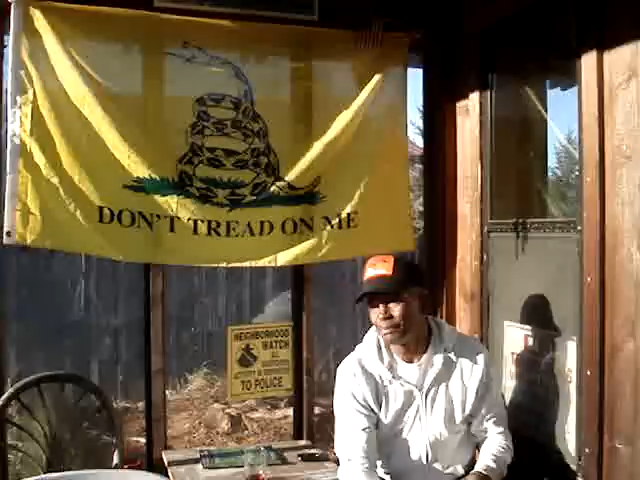 DON'T TREAD ON ME
NEIGHBORHOOD
WATCH
TO POLICE